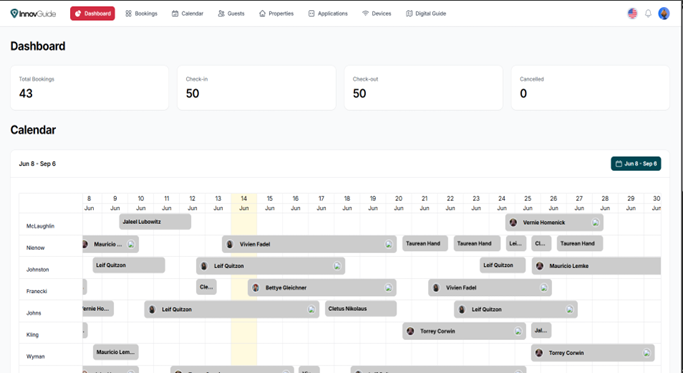 InnovGuide Dashboard Bookings Calendar Guests Properties Applications Devices Digital Guide
Dashboard
Total Bookings Check-in Check-out Cancelled
43 50 50 0
Calendar
Jun 8 - Sep 6 Jun 8 - Sep 6
8 9 10 11 12 13 14 15 16 17 18 19 20 21 22 23 24 25 26 27 28 29 30
Jun Jun Jun Jun Jun Jun Jun Jun Jun Jun Jun Jun Jun Jun Jun Jun Jun Jun Jun Jun Jun Jun Jun
McLaughlin Jaleel Lubowitz Vernie Homenick
Nienow Mauricio ... Vivien Fadel Taurean Hand Taurean Hand Lei... Cl... Taurean Hand
Johnston Leif Quitzon Leif Quitzon Leif Quitzon Mauricio Lemke
Franecki Cle... Bettye Gleichner Vivien Fadel
Johns Vernie Ho... Leif Quitzon Cletus Nikolaus Leif Quitzon
Kling Torrey Corwin Jal...
Wyman Mauricio Lem... Torrey Corwin